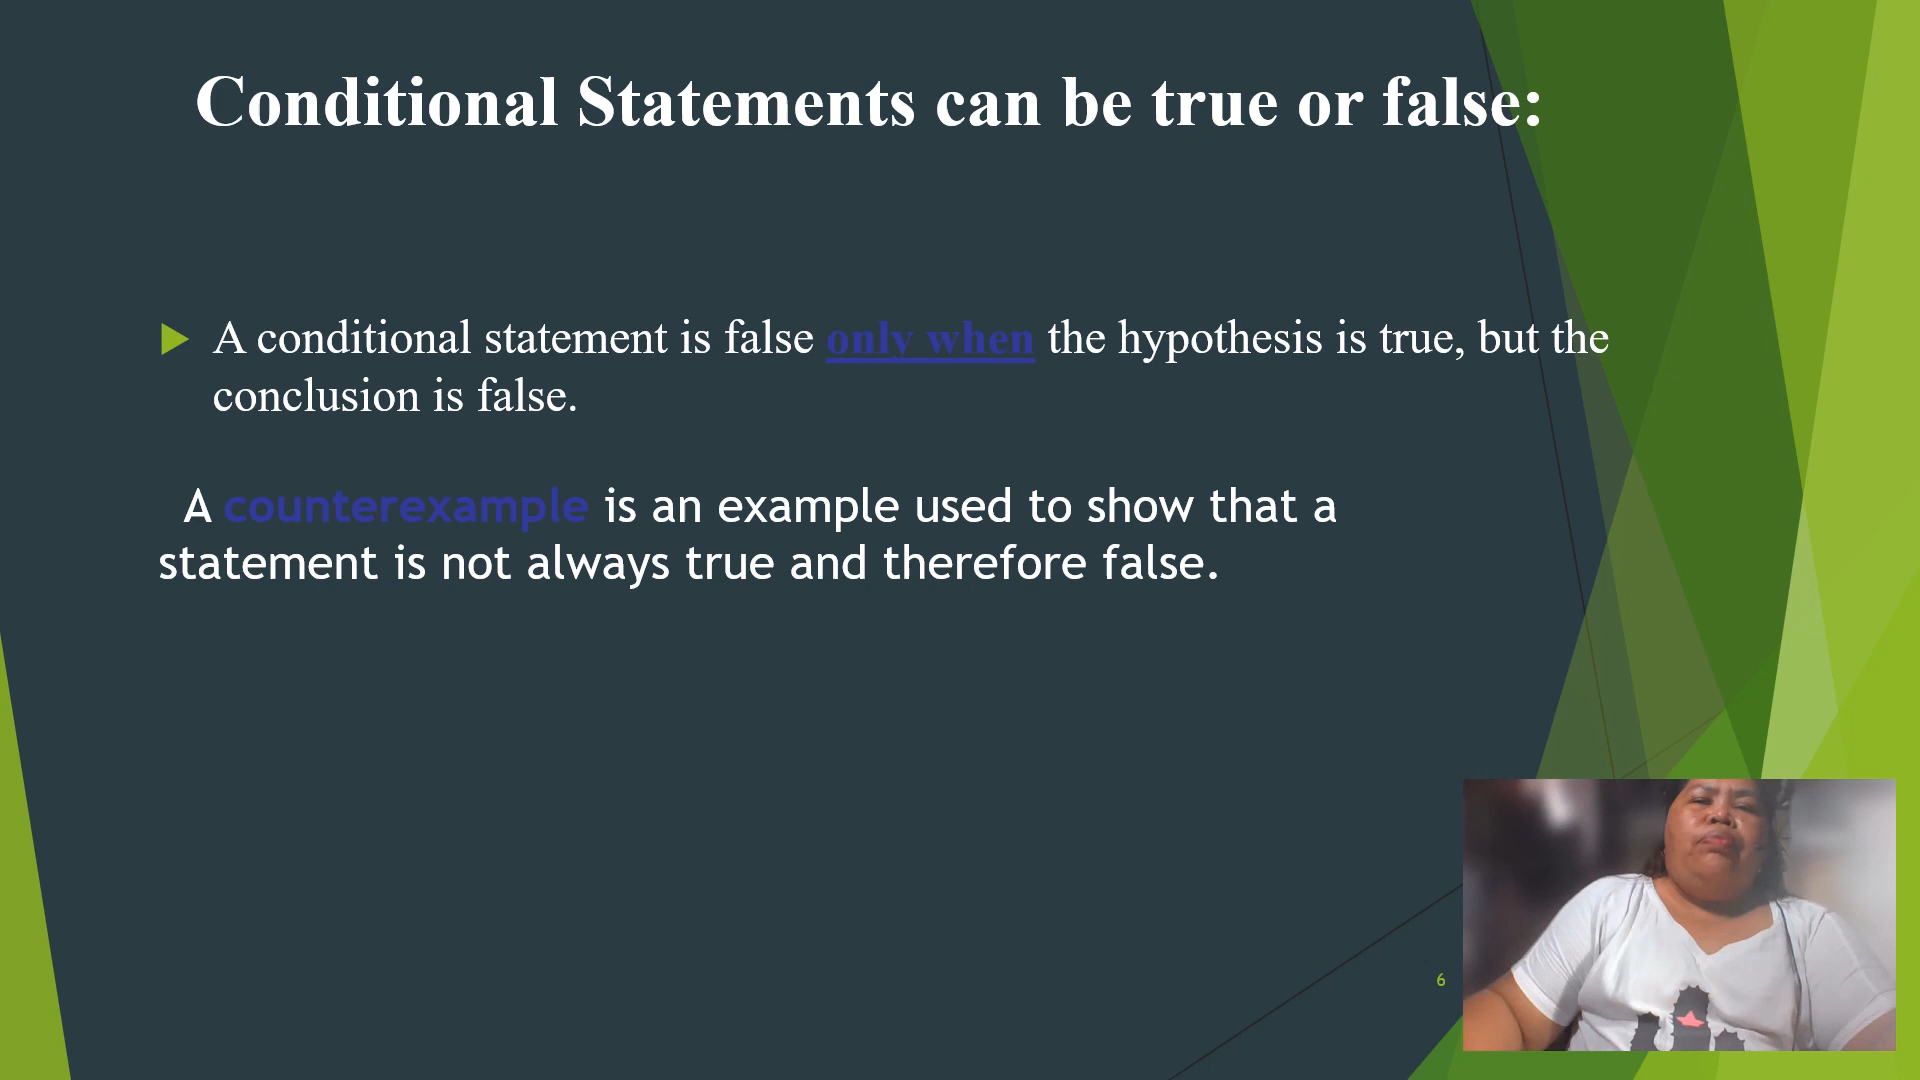 Conditional Statements can be true or false:
A conditional statement is false only when the hypothesis is true, but the
conclusion is false.
A counterexample is an example used to show that a
statement is not always true and therefore false.
6